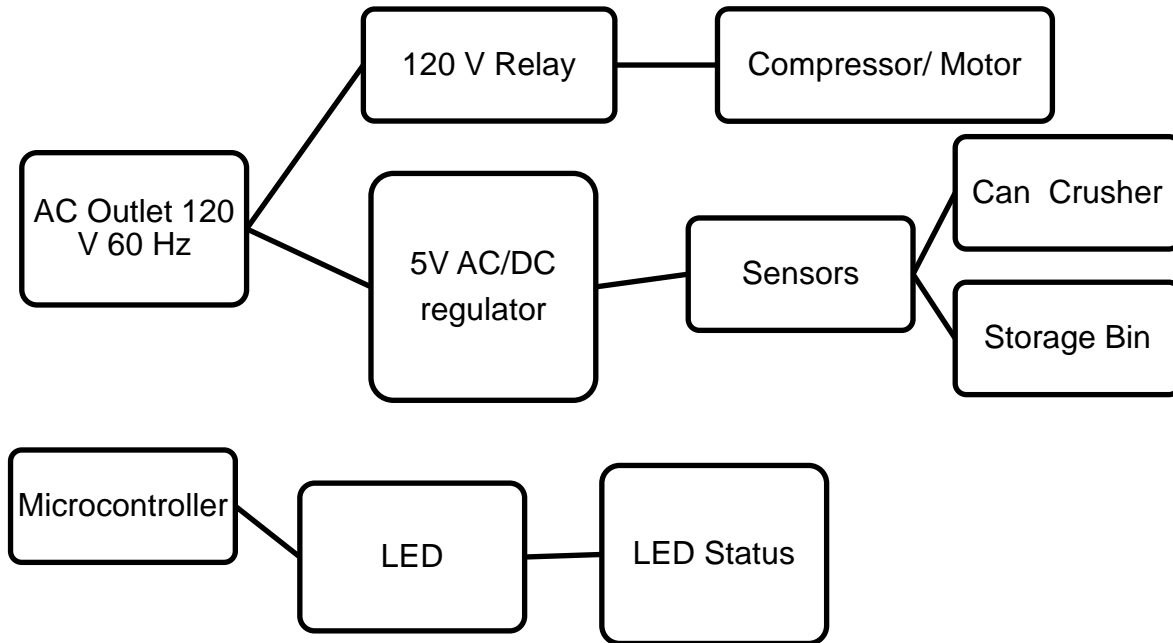 120 V Relay
Compressor/ Motor
AC Outlet 120
V 60 Hz
5V AC/DC
regulator
Sensors
Can Crusher
Storage Bin
Microcontroller
LED
LED Status